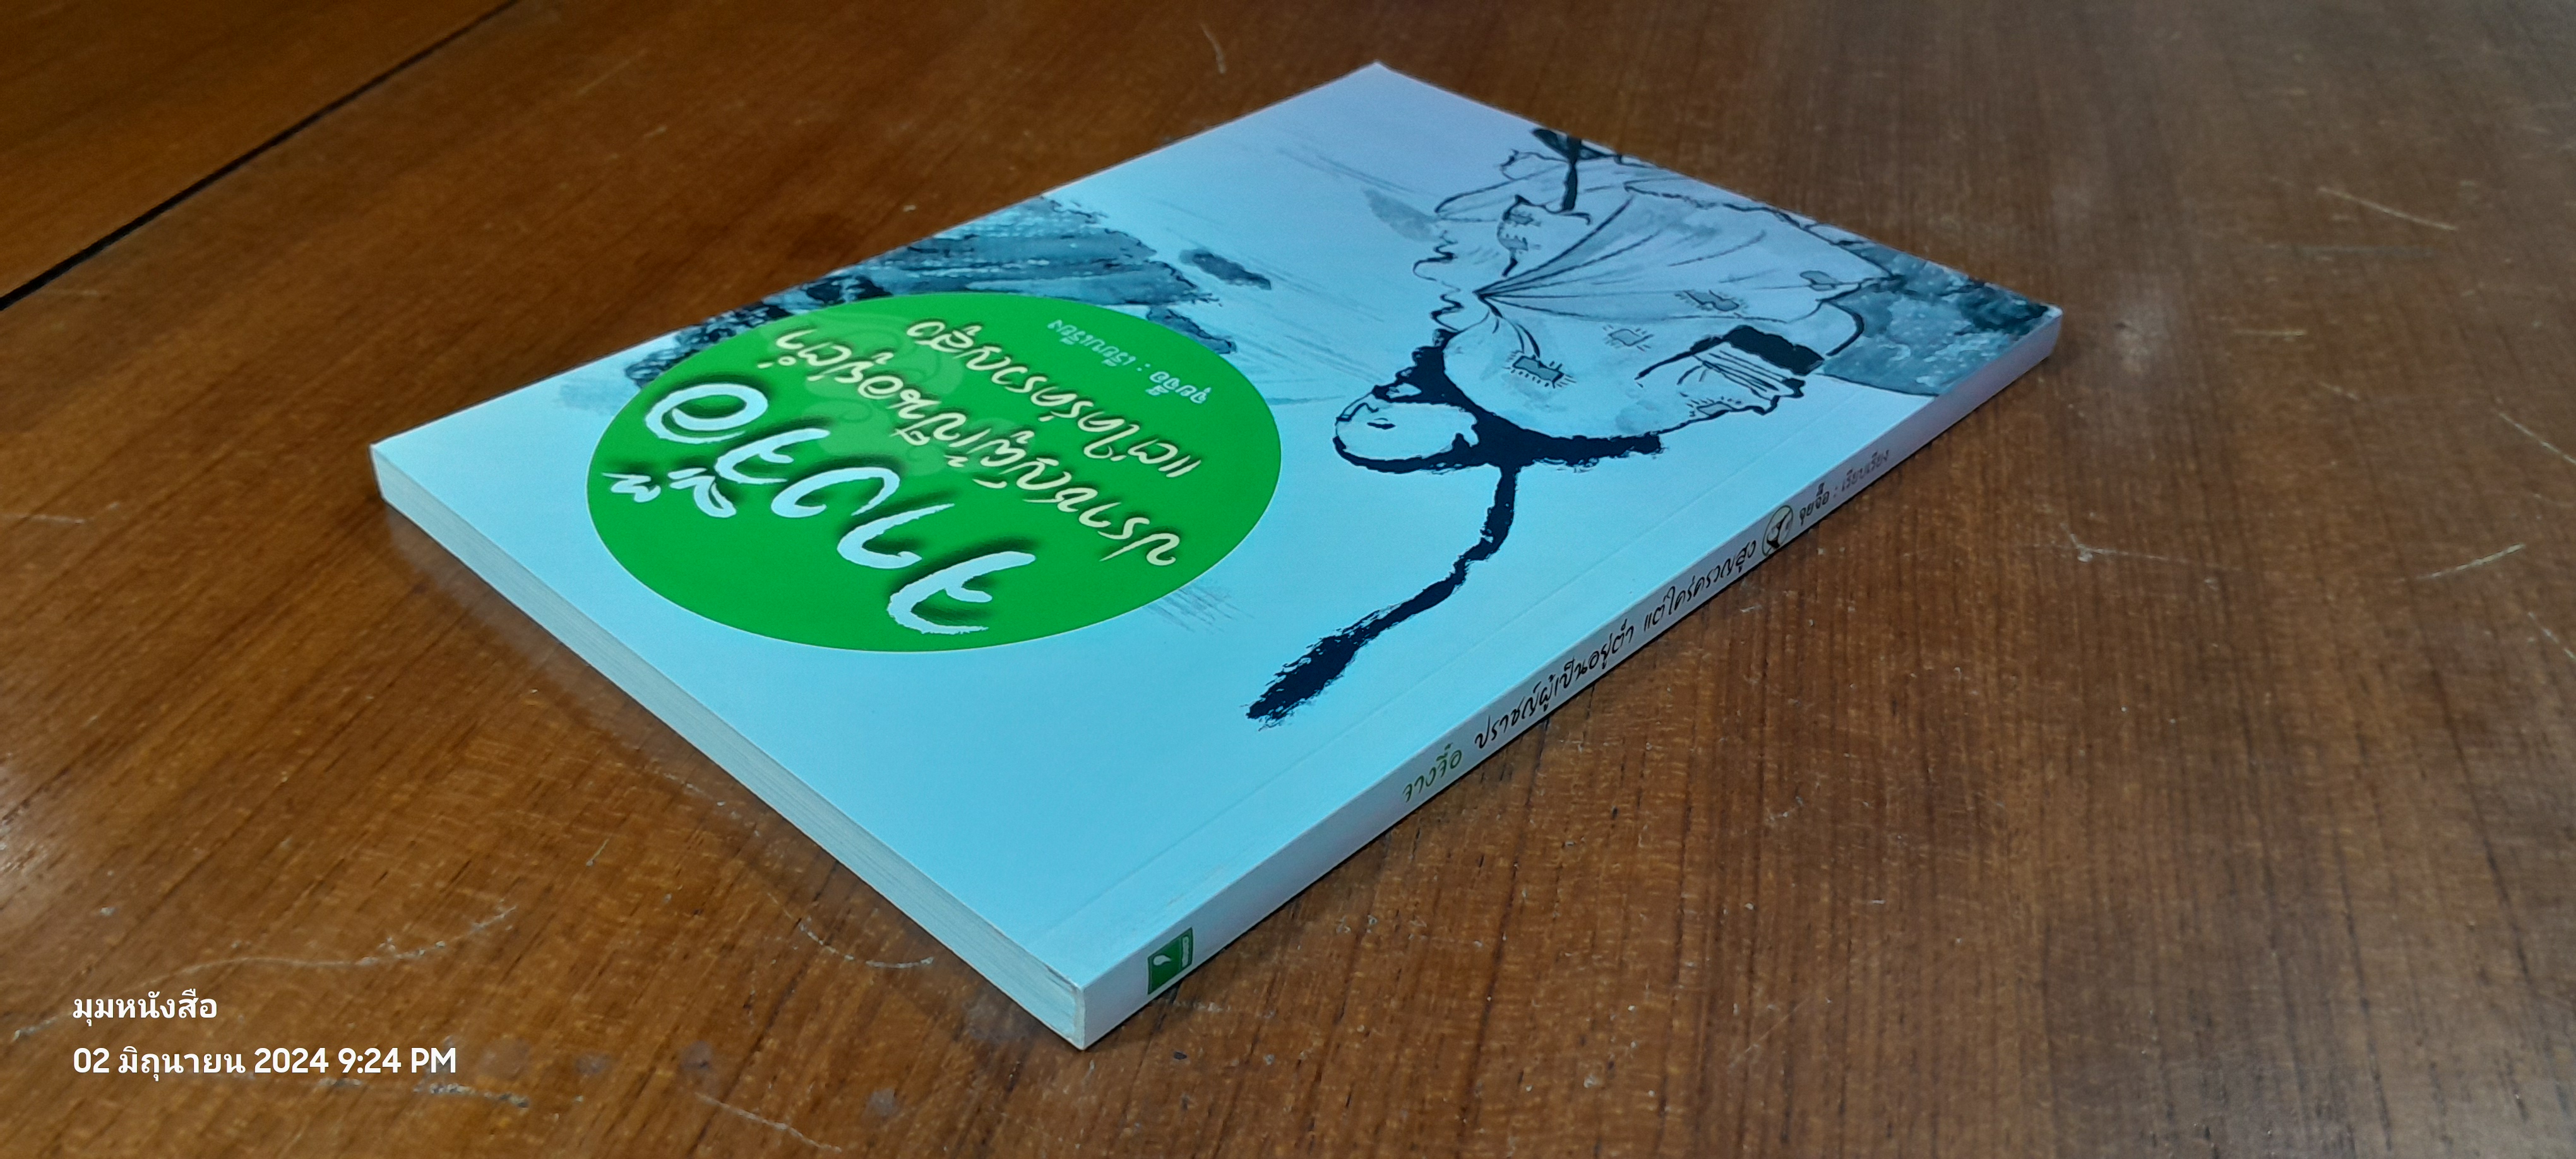 จางจื๊อ
ปราชญ์ผู้เป็นอยู่ต่ำ
แต่ใคร่ครวญสูง
จุยจื๊อ : เรียบเรียง
จางจื๊อ ปราชญ์ผู้เป็นอยู่ต่ำ แต่ใคร่ครวญสูง จุยจื๊อ : เรียบเรียง
มุมหนังสือ
02 มิถุนายน 2024 9:24 PM